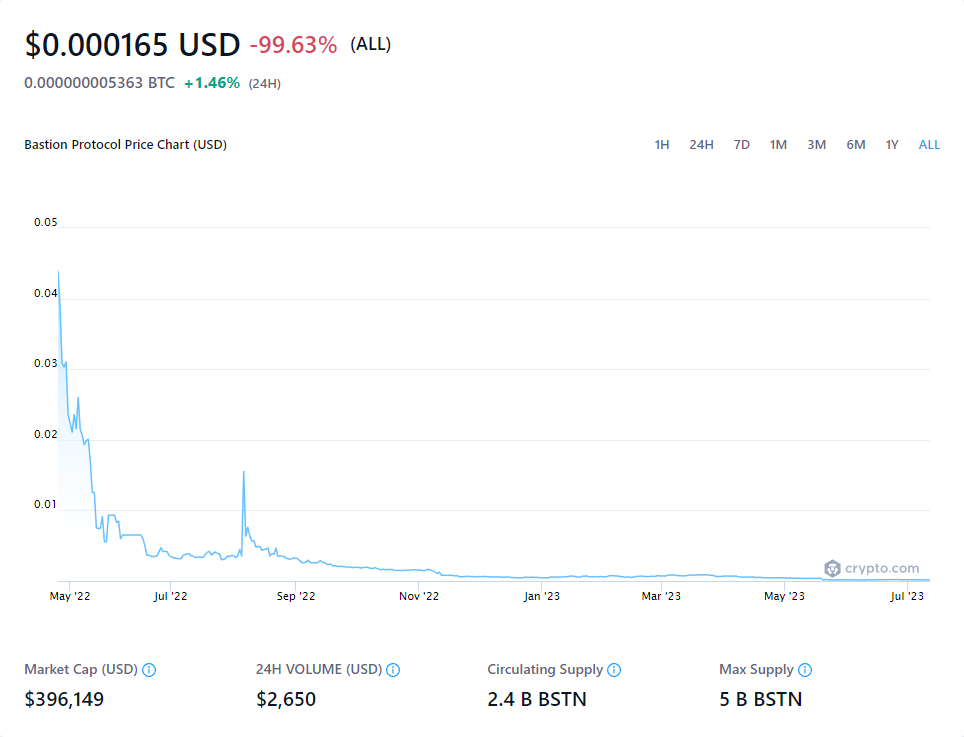 $0.000165 USD -99.63% (ALL)
0.000000005363 BTC +1.46% (24H)
Bastion Protocol Price Chart (USD) 1H 24H 7D 1M 3M 6M 1Y ALL
0.05
0.04
0.03
0.02
0.01
crypto.com
May '22 Jul '22 Sep '22 Nov '22 Jan '23 Mar '23 May '23 Jul '23
Market Cap (USD) 24H VOLUME (USD) Circulating Supply Max Supply
$396,149 $2,650 2.4 B BSTN 5 B BSTN